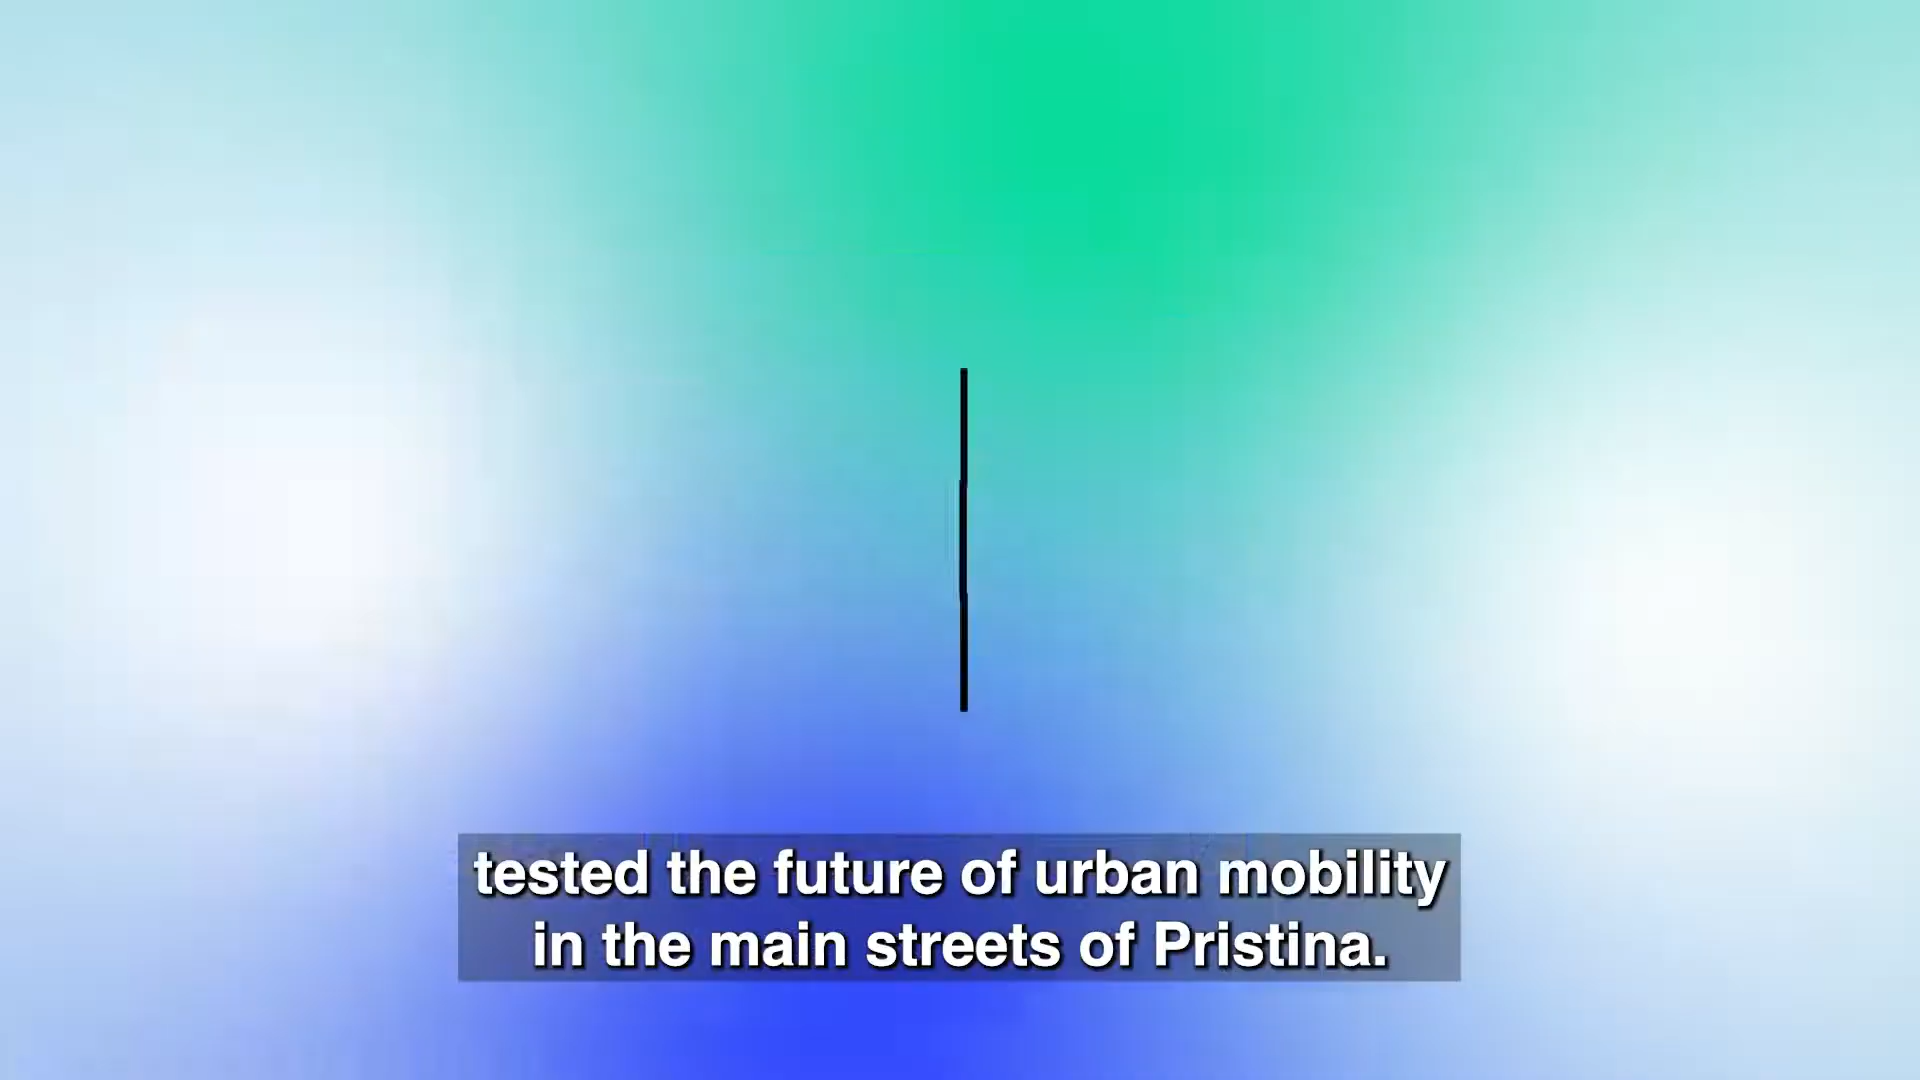 tested the future of urban mobility
in the main streets of Pristina.